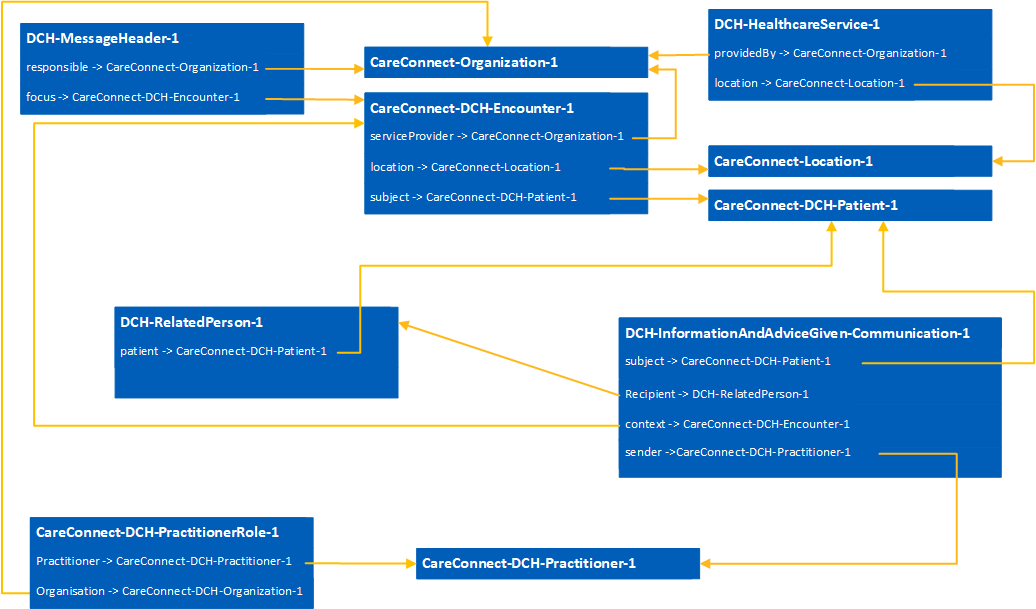 DCH-MessageHeader-1
responsible -> CareConnect-Organization-1
focus -> CareConnect-DCH-Encounter-1
CareConnect-Organization-1
CareConnect-DCH-Encounter-1
serviceProvider -> CareConnect-Organization-1
location -> CareConnect-Location-1
subject -> CareConnect-DCH-Patient-1
DCH-HealthcareService-1
providedBy -> CareConnect-Organization-1
location -> CareConnect-Location-1
CareConnect-Location-1
CareConnect-DCH-Patient-1
DCH-RelatedPerson-1
patient -> CareConnect-DCH-Patient-1
DCH-InformationAndAdviceGiven-Communication-1
subject -> CareConnect-DCH-Patient-1
Recipient -> DCH-RelatedPerson-1
context -> CareConnect-DCH-Encounter-1
sender ->CareConnect-DCH-Practitioner-1
CareConnect-DCH-PractitionerRole-1
Practitioner -> CareConnect-DCH-Practitioner-1
Organisation -> CareConnect-DCH-Organization-1
CareConnect-DCH-Practitioner-1